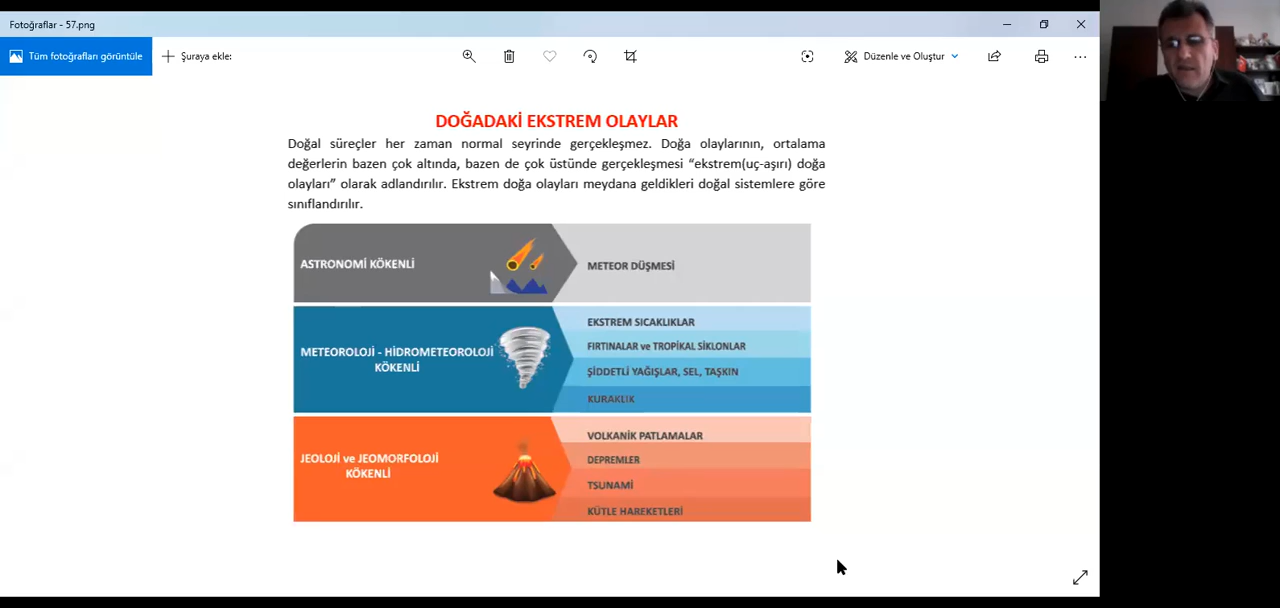 Fotoğraflar - 57.png
Tüm fotoğrafları görüntüle
Şuraya ekle:
Düzenle ve Oluştur
DOĞADAKİ EKSTREM OLAYLAR
Doğal süreçler her zaman normal seyrinde gerçekleşmez. Doğa olaylarının, ortalama
değerlerin bazen çok altında, bazen de çok üstünde gerçekleşmesi “ekstrem(uç-aşırı) doğa
olayları” olarak adlandırılır. Ekstrem doğa olayları meydana geldikleri doğal sistemlere göre
sınıflandırılır.
ASTRONOMİ KÖKENLİ
METEOR DÜŞMESİ
METEOROLOJİ - HİDROMETEOROLOJİ
KÖKENLİ
EKSTREM SICAKLIKLAR
FIRTINALAR ve TROPİKAL SİKLONLAR
ŞİDDETLİ YAĞIŞLAR, SEL, TAŞKIN
KURAKLIK
JEOLOJİ ve JEOMORFOLOJİ
KÖKENLİ
VOLKANİK PATLAMALAR
DEPREMLER
TSUNAMİ
KÜTLE HAREKETLERİ